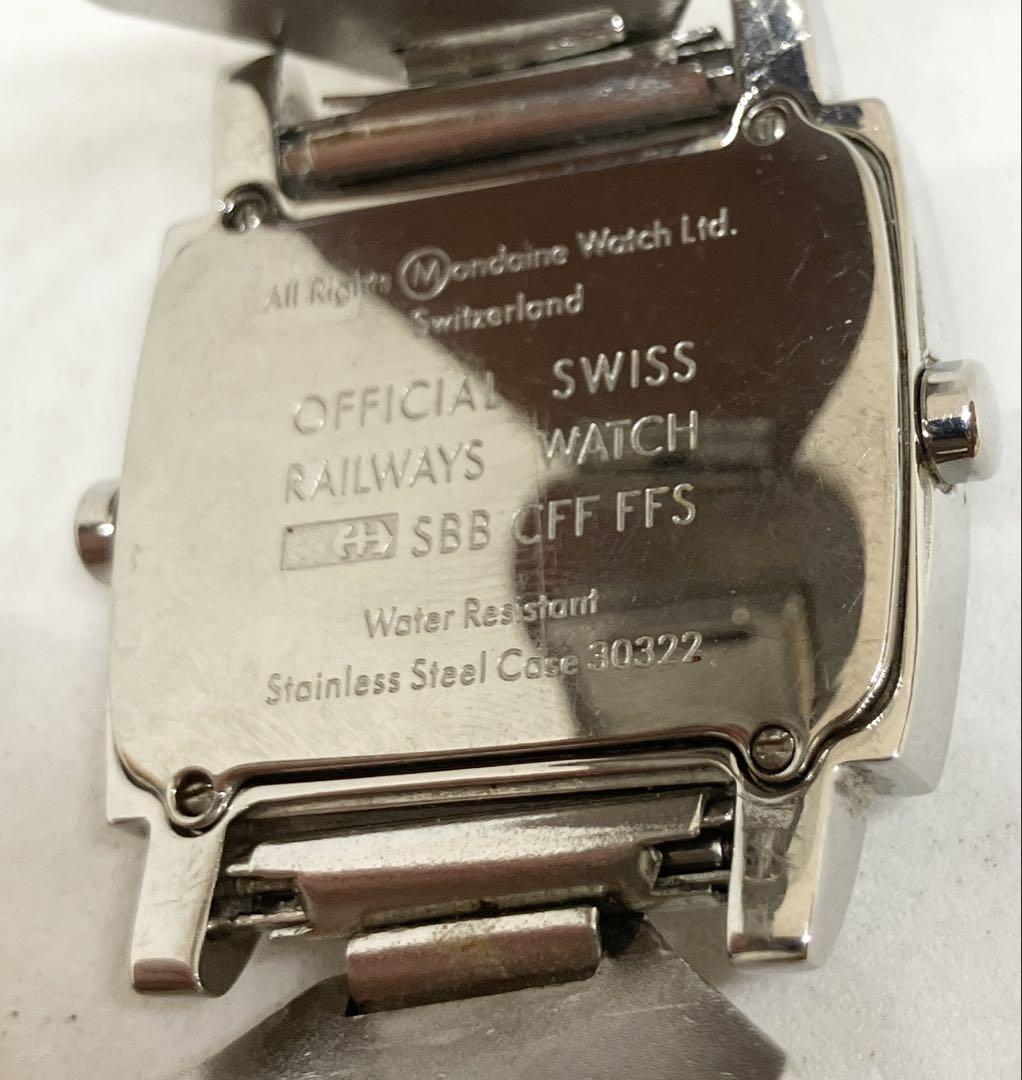 All Rights Mondaine Watch Ltd.
Switzerland
OFFICIAL SWISS
RAILWAYS WATCH
SBB CFF FFS
Water Resistant
Stainless Steel Case 30322